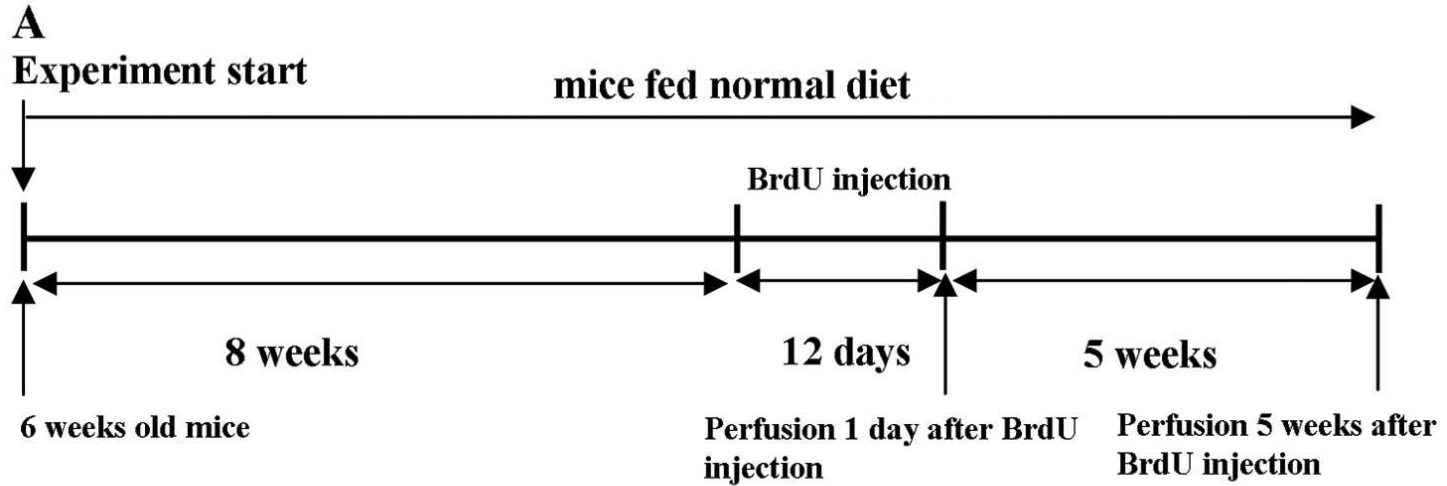 A
Experiment start
mice fed normal diet
BrdU injection
8 weeks
12 days
5 weeks
6 weeks old mice
Perfusion 1 day after BrdU
injection
Perfusion 5 weeks after
BrdU injection